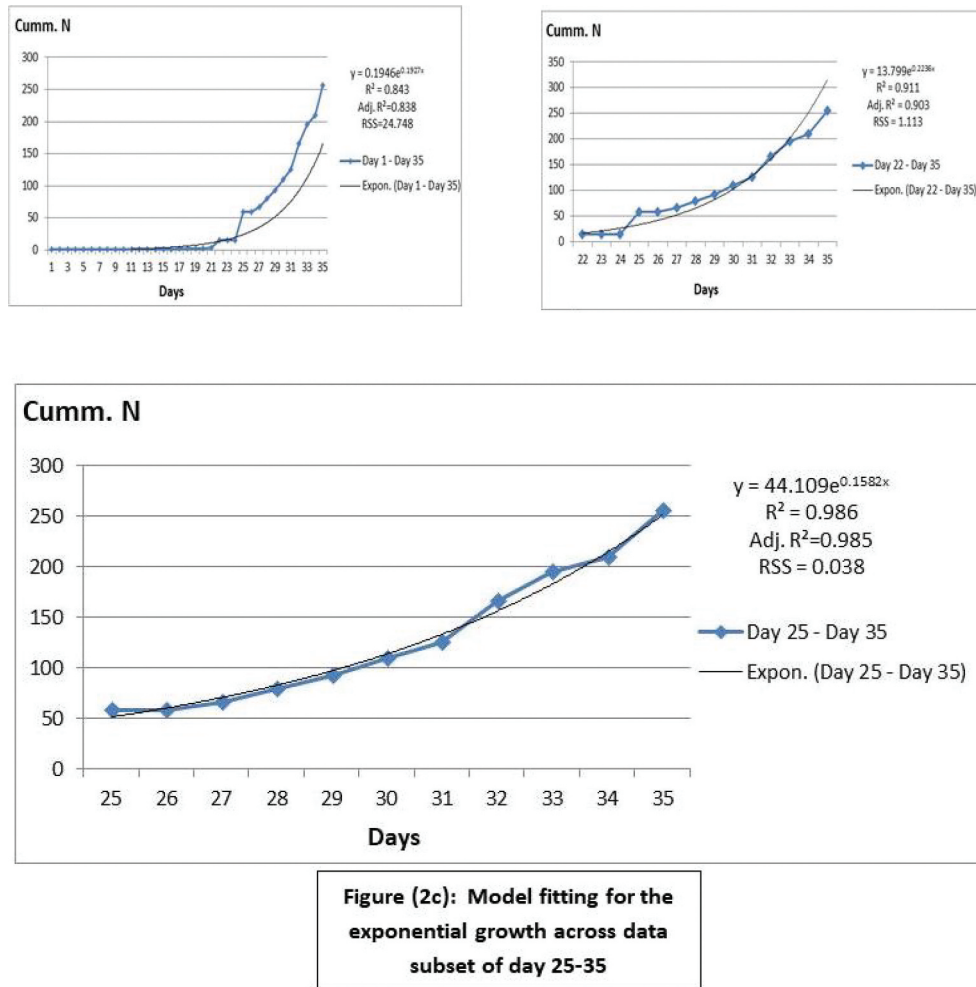 Cumm. N
300
250
200
150
100
50
0
1 3 5 7 9 11 13 15 17 19 21 23 25 27 29 31 33 35
Days
y = 0.1946e^0.1907x
R² = 0.843
Adj. R²=0.838
RSS=24.748
Day 1 - Day 35
Expon. (Day 1 - Day 35)
Cumm. N
350
300
250
200
150
100
50
0
22 23 24 25 26 27 28 29 30 31 32 33 34 35
Days
y = 13.799e^0.2236x
R² = 0.911
Adj. R²=0.903
RSS = 1.113
Day 22 - Day 35
Expon. (Day 22 - Day 35)
Cumm. N
300
250
200
150
100
50
0
25 26 27 28 29 30 31 32 33 34 35
Days
y = 44.109e^0.1582x
R² = 0.986
Adj. R²=0.985
RSS = 0.038
Day 25 - Day 35
Expon. (Day 25 - Day 35)
Figure (2c): Model fitting for the
exponential growth across data
subset of day 25-35